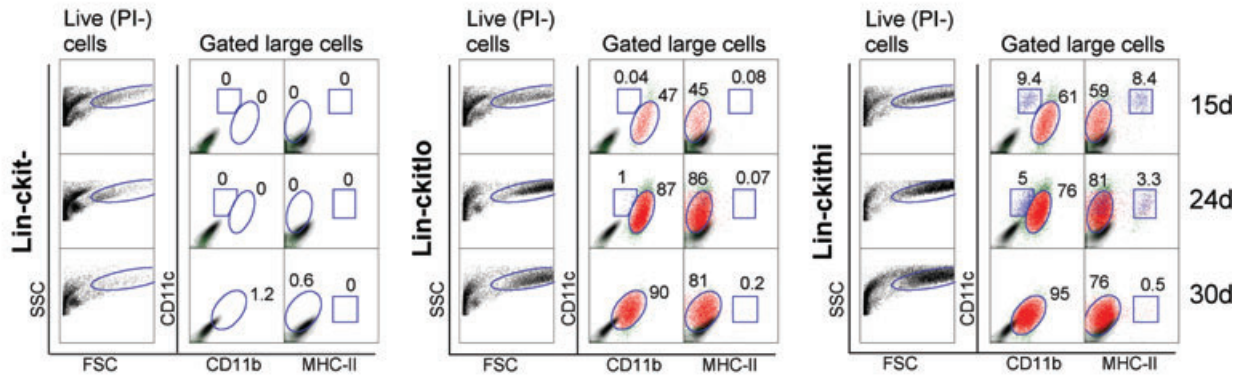 Live (PI-)
cells
Gated large cells
Live (PI-)
cells
Gated large cells
Live (PI-)
cells
Gated large cells
Lin-ckit-
SSC
CD11c
0
0
0
0
0
0
0
0
1.2
0.6
0
FSC
CD11b
MHC-II
Lin-ckitlo
SSC
CD11c
0.04
47
45
0.08
1
87
86
0.07
90
81
0.2
FSC
CD11b
MHC-II
Lin-ckithi
SSC
CD11c
9.4
61
59
8.4
15d
5
76
81
3.3
24d
95
76
0.5
30d
FSC
CD11b
MHC-II